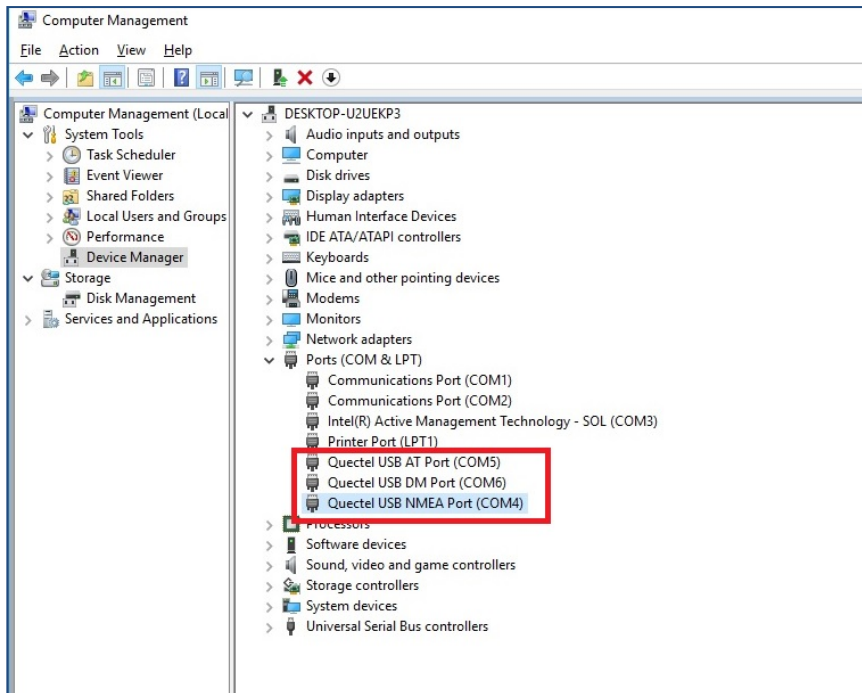 Computer Management
File Action View Help
Computer Management (Local
System Tools
Task Scheduler
Event Viewer
Shared Folders
Local Users and Groups
Performance
Device Manager
Storage
Disk Management
Services and Applications
DESKTOP-U2UEKP3
Audio inputs and outputs
Computer
Disk drives
Display adapters
Human Interface Devices
IDE ATA/ATAPI controllers
Keyboards
Mice and other pointing devices
Modems
Monitors
Network adapters
Ports (COM & LPT)
Communications Port (COM1)
Communications Port (COM2)
Intel(R) Active Management Technology - SOL (COM3)
Printer Port (LPT1)
Quectel USB AT Port (COM5)
Quectel USB DM Port (COM6)
Quectel USB NMEA Port (COM4)
Processors
Software devices
Sound, video and game controllers
Storage controllers
System devices
Universal Serial Bus controllers